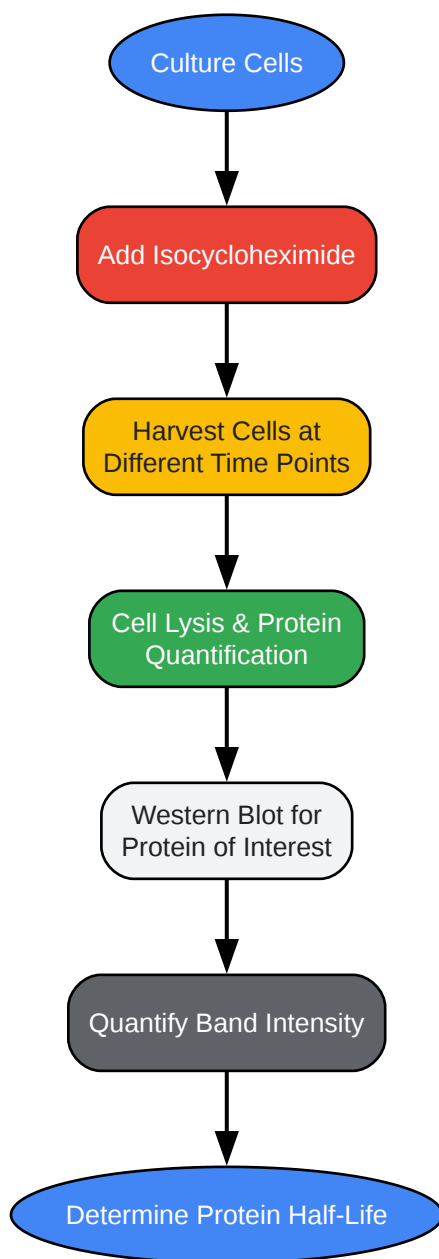 Culture Cells
Add Isocycloheximide
Harvest Cells at
Different Time Points
Cell Lysis & Protein
Quantification
Western Blot for
Protein of Interest
Quantify Band Intensity
Determine Protein Half-Life